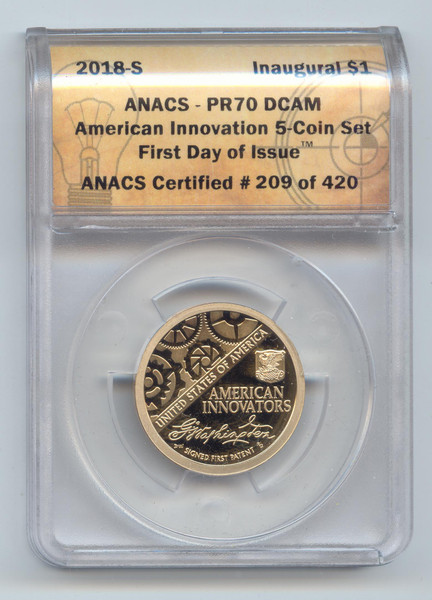 2018-S Inaugural $1
ANACS - PR70 DCAM
American Innovation 5-Coin Set
First Day of Issue™
ANACS Certified # 209 of 420
UNITED STATES OF AMERICA
AMERICAN
INNOVATORS
G. Washington
SIGNED FIRST PATENT